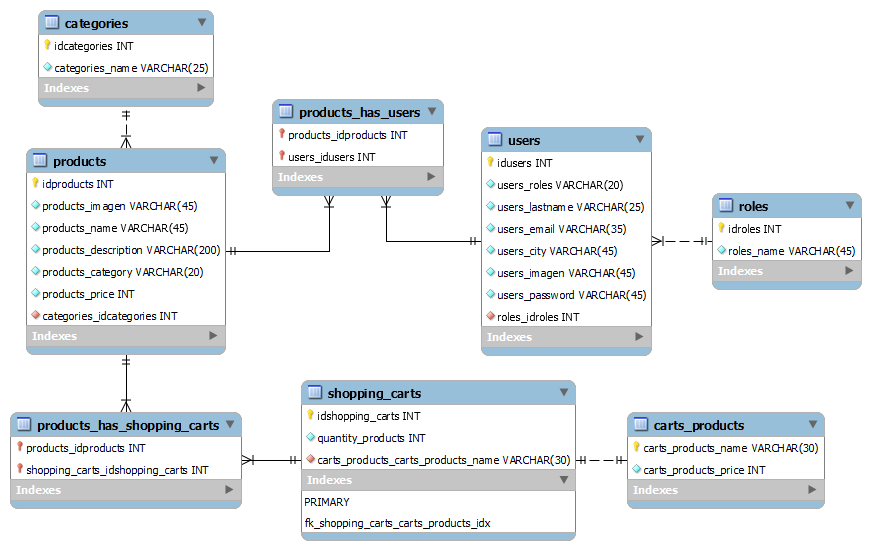 categories
idcategories INT
categories_name VARCHAR(25)
Indexes
products_has_users
products_idproducts INT
users_idusers INT
Indexes
users
idusers INT
users_roles VARCHAR(20)
users_lastname VARCHAR(25)
users_email VARCHAR(35)
users_city VARCHAR(45)
users_imagen VARCHAR(45)
users_password VARCHAR(45)
roles_idroles INT
Indexes
roles
idroles INT
roles_name VARCHAR(45)
Indexes
products
idproducts INT
products_imagen VARCHAR(45)
products_name VARCHAR(45)
products_description VARCHAR(200)
products_category VARCHAR(20)
products_price INT
categories_idcategories INT
Indexes
products_has_shopping_carts
products_idproducts INT
shopping_carts_idshopping_carts INT
Indexes
shopping_carts
idshopping_carts INT
quantity_products INT
carts_products_carts_products_name VARCHAR(30)
Indexes
PRIMARY
fk_shopping_carts_carts_products_idx
carts_products
carts_products_name VARCHAR(30)
carts_products_price INT
Indexes